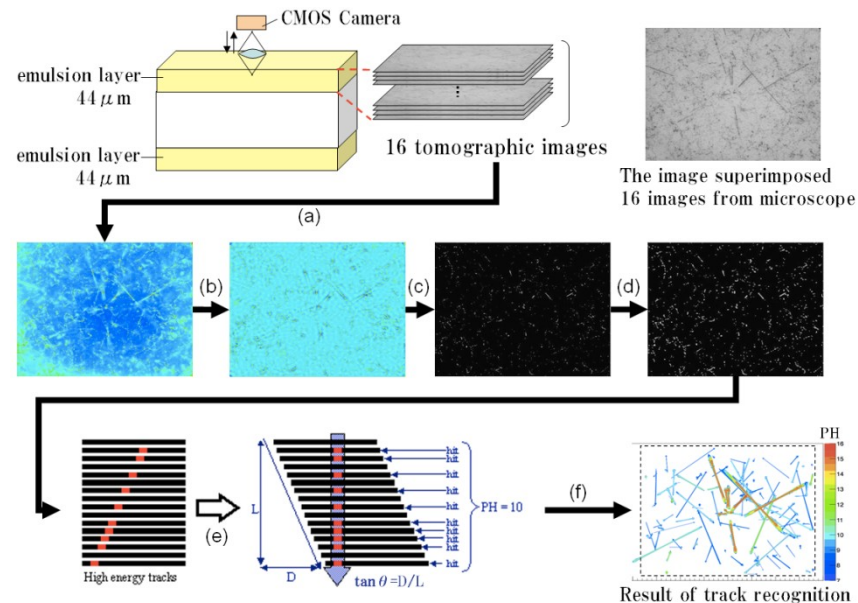 CMOS Camera
emulsion layer
44μm
emulsion layer
44μm
16 tomographic images
The image superimposed
16 images from microscope
(a)
(b)
(c)
(d)
High energy tracks
(e)
L
D
tan θ =D/L
hit
hit
hit
hit
hit
hit
hit
hit
hit
hit
PH = 10
(f)
PH
16
15
14
13
12
11
10
9
8
7
Result of track recognition